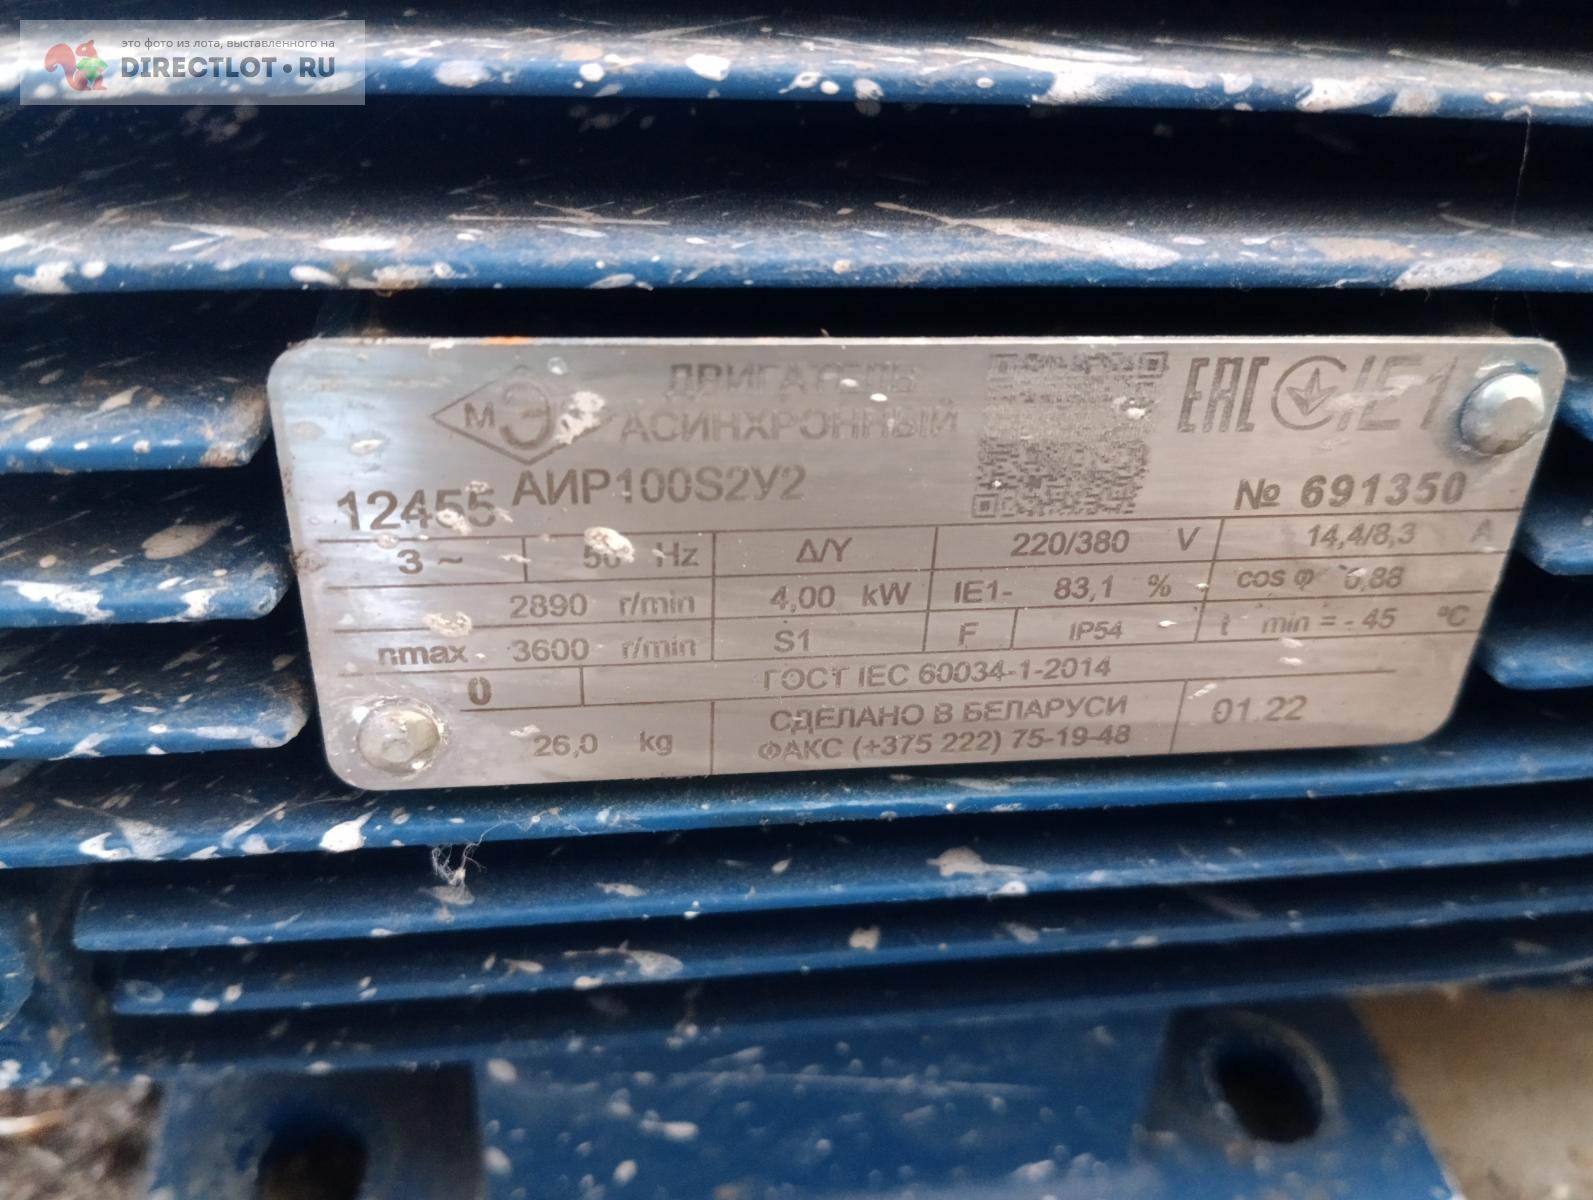 это фото из лота, выставленного на
DIRECTLOT.RU
МЭ ДВИГАТЕЛЬ
АСИНХРОННЫЙ
EAC IE1
12455 АИР100S2У2 № 691350
3 ~ 50 Hz Δ/Y 220/380 V 14,4/8,3 A
2890 r/min 4,00 kW IE1- 83,1 % cos φ 0,88
nmax 3600 r/min S1 F IP54 t min = - 45 °C
0 ГОСТ IEC 60034-1-2014
26,0 kg СДЕЛАНО В БЕЛАРУСИ 01.22
ФАКС (+375 222) 75-19-48